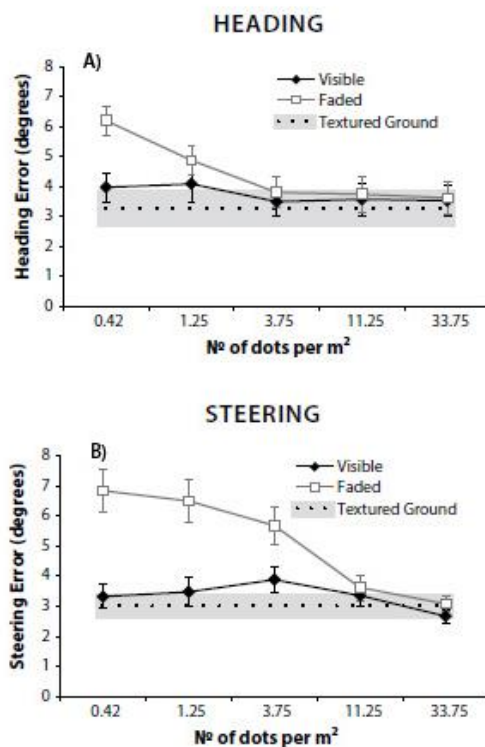 HEADING
A)
Visible
Faded
Textured Ground
Heading Error (degrees)
8
7
6
5
4
3
2
1
0
0.42 1.25 3.75 11.25 33.75
№ of dots per m²
STEERING
B)
Visible
Faded
Textured Ground
Steering Error (degrees)
8
7
6
5
4
3
2
1
0
0.42 1.25 3.75 11.25 33.75
№ of dots per m²